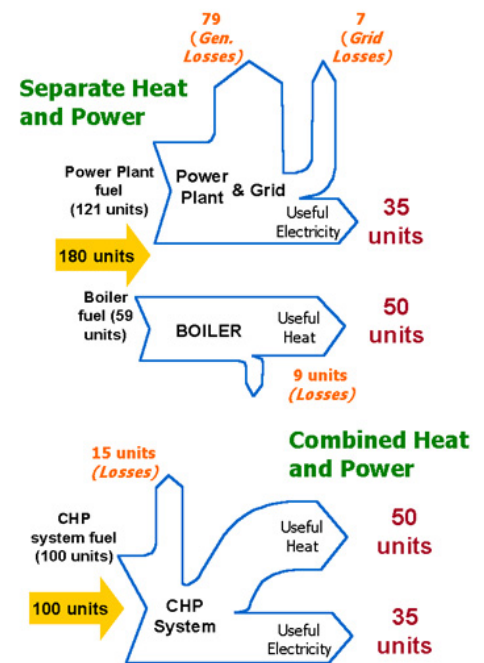 79
(Gen.
Losses)
7
(Grid
Losses)
Separate Heat
and Power
Power Plant
fuel
(121 units)
Power
Plant & Grid
Useful
Electricity
35
units
180 units
Boiler
fuel (59
units)
BOILER
Useful
Heat
50
units
9 units
(Losses)
Combined Heat
and Power
15 units
(Losses)
CHP
system fuel
(100 units)
Useful
Heat
50
units
100 units
CHP
System
Useful
Electricity
35
units